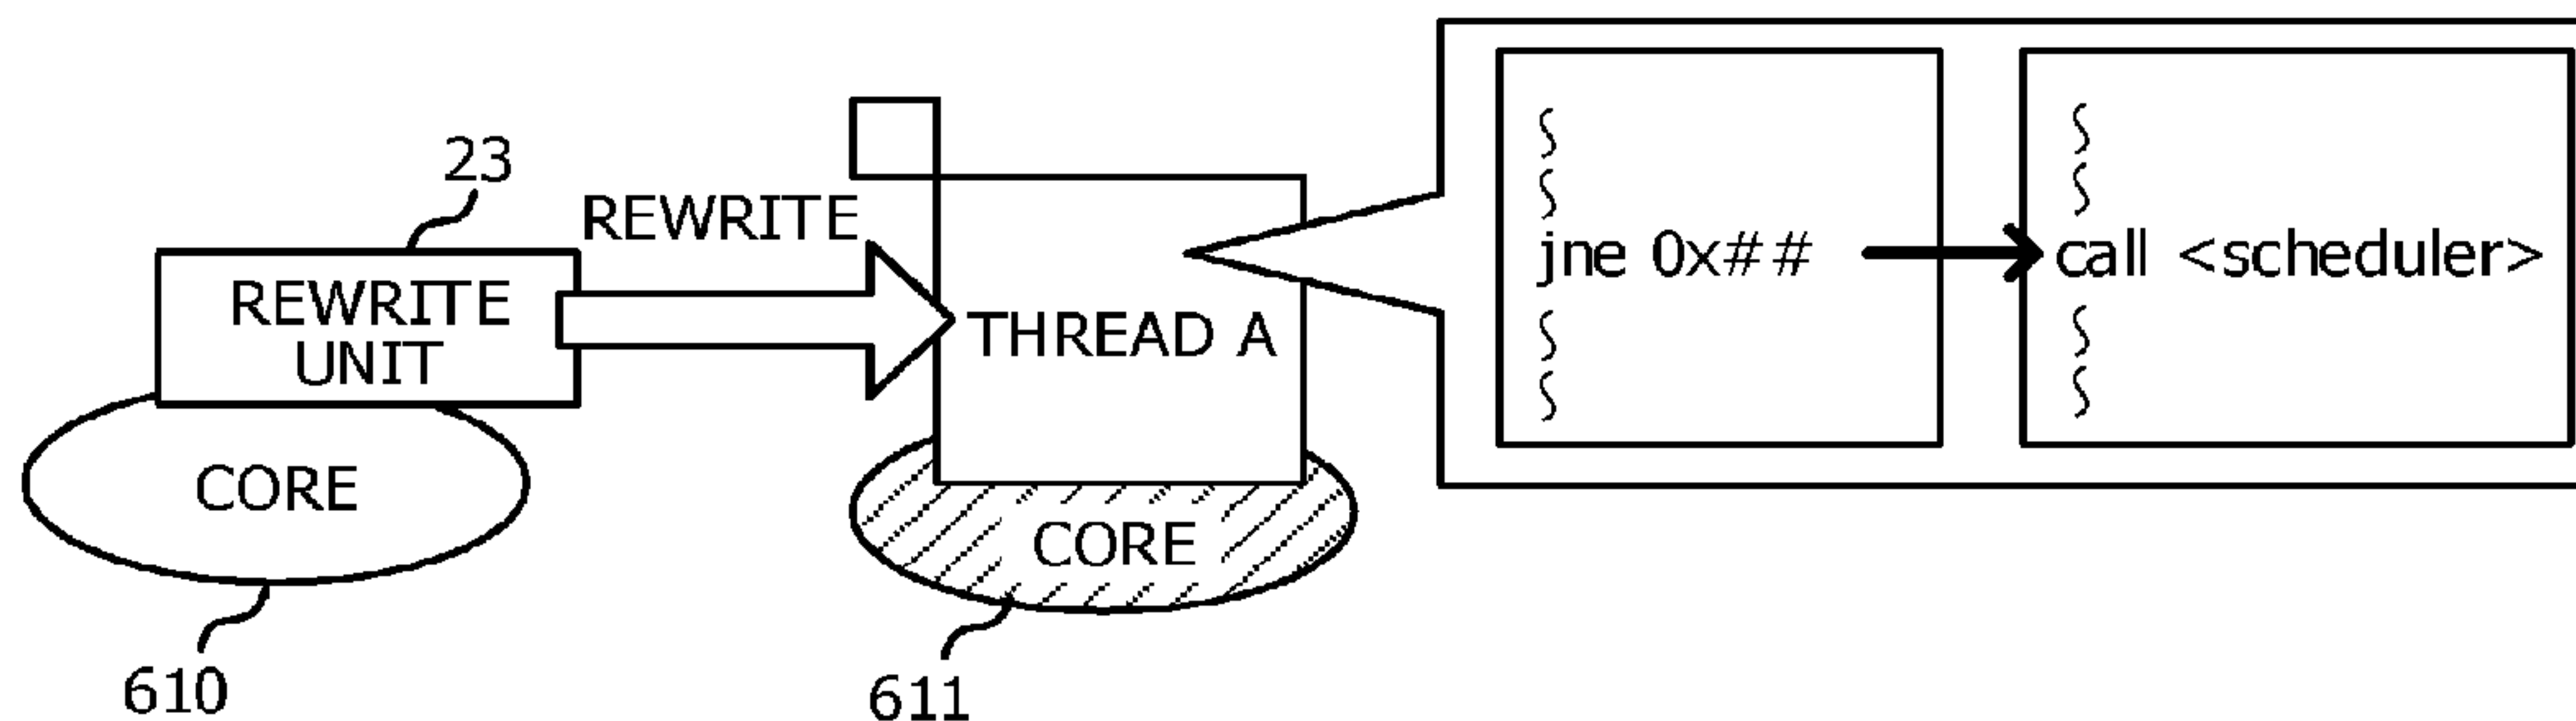 23
REWRITE
REWRITE
UNIT
CORE
610
THREAD A
CORE
611
jne 0x##
call <scheduler>